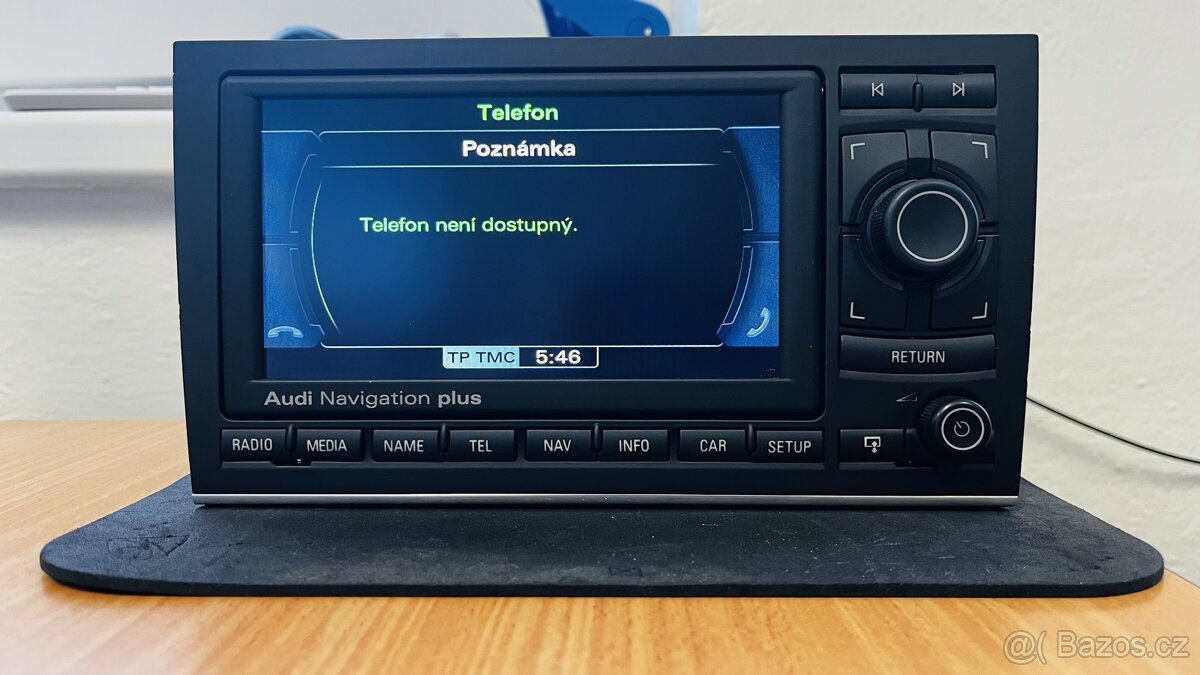 Telefon
Poznámka
Telefon není dostupný.
TP TMC 5:46
Audi Navigation plus
RETURN
RADIO MEDIA NAME TEL NAV INFO CAR SETUP
@( Bazos.cz